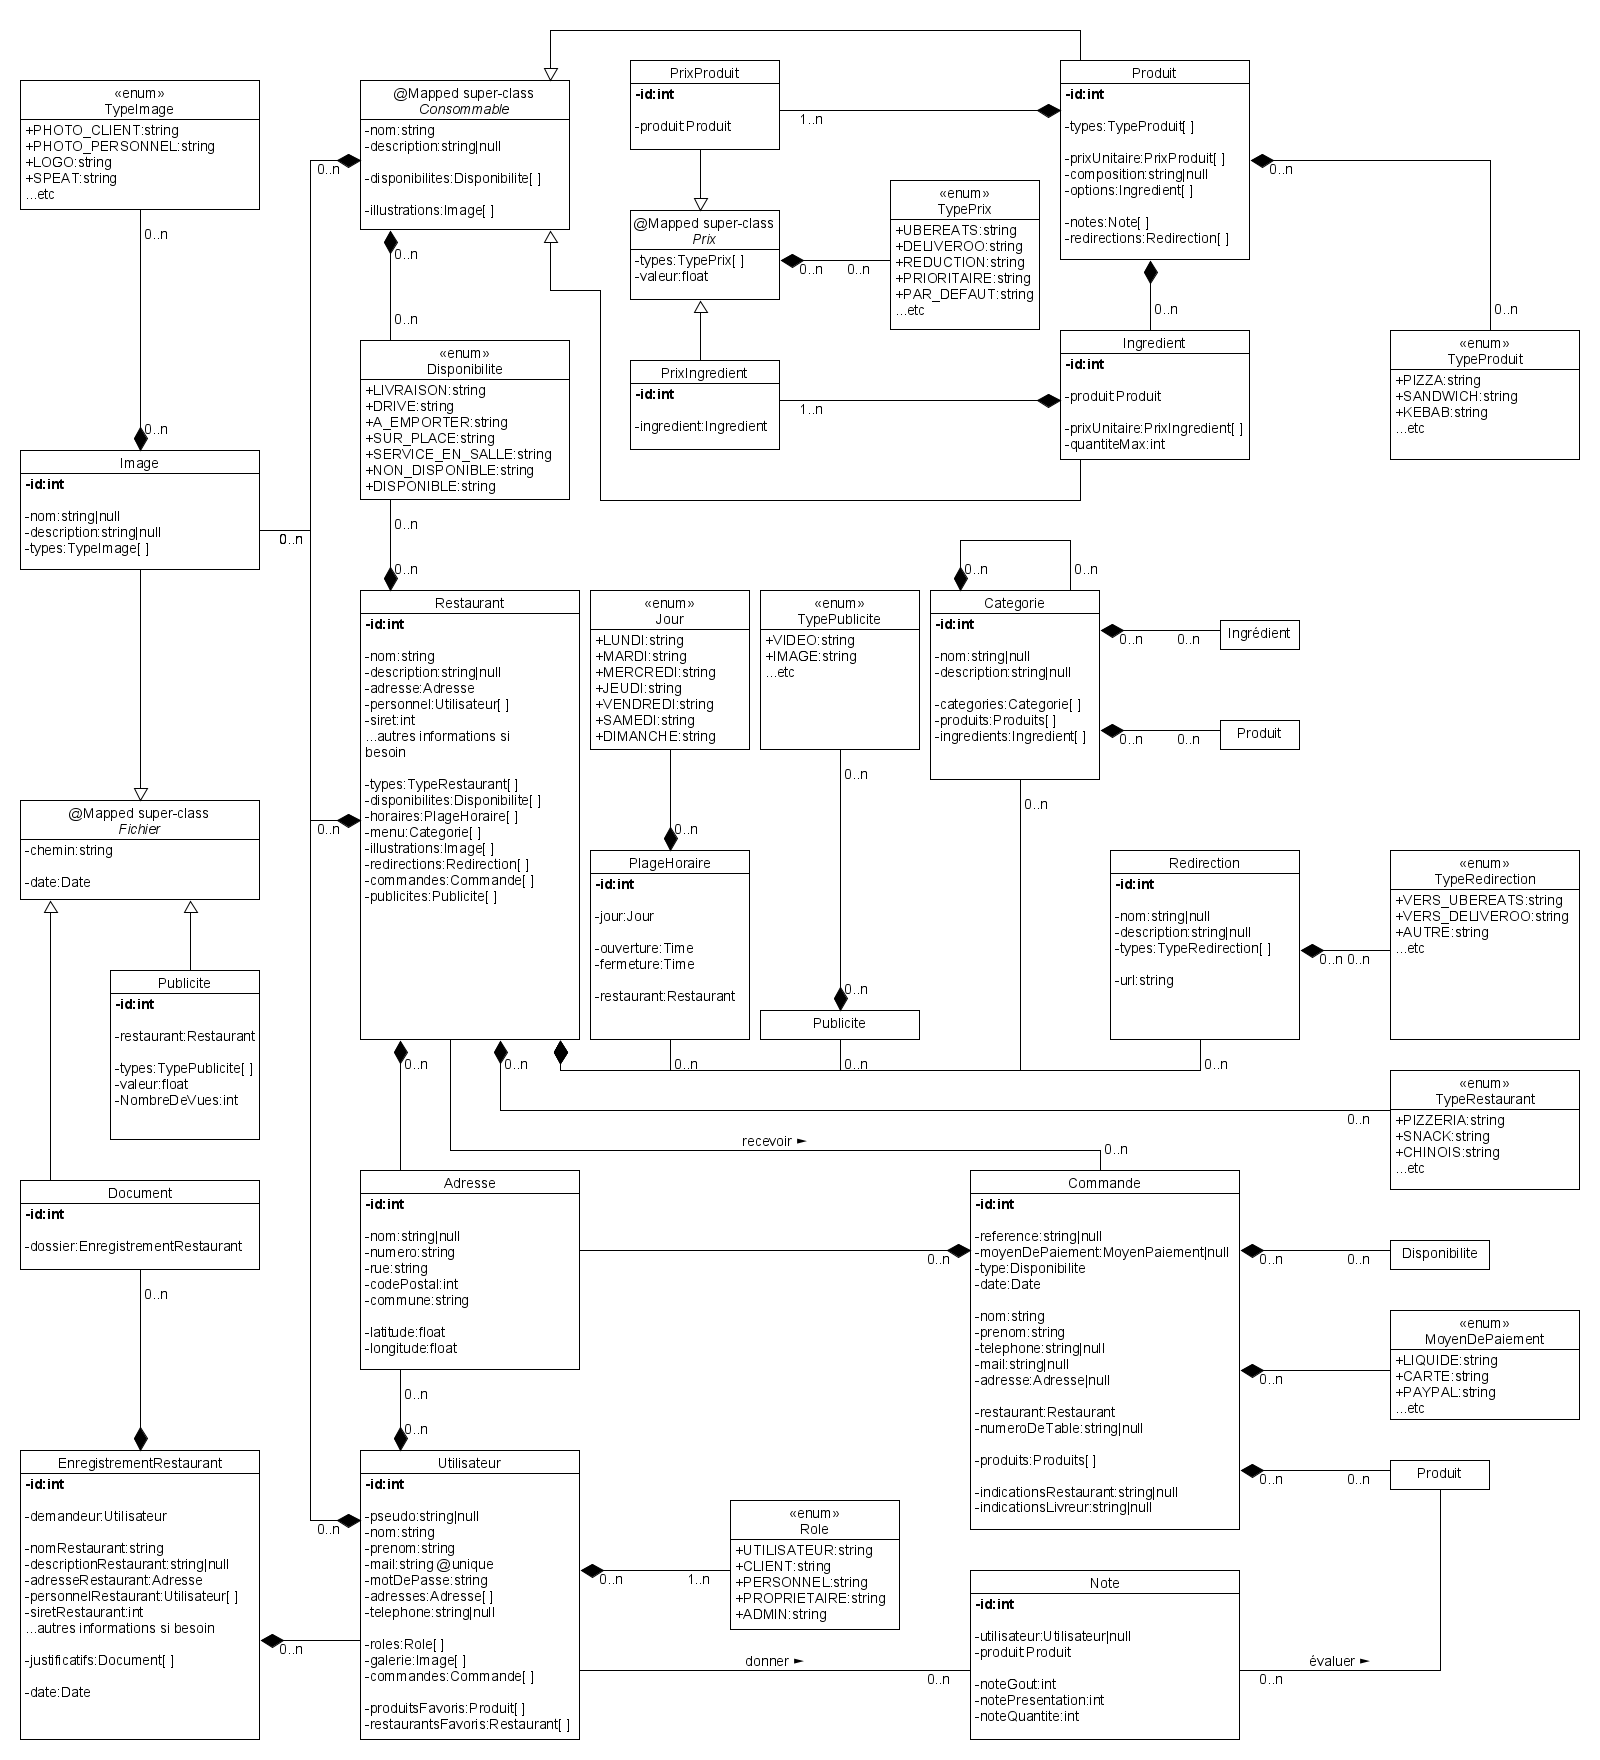 «enum»
TypeImage
+PHOTO_CLIENT:string
+PHOTO_PERSONNEL:string
+LOGO:string
+SPEAT:string
...etc
0..n
0..n
Image
-id:int
-nom:string|null
-description:string|null
-types:TypeImage[ ]
0..n
@Mapped super-class
Fichier
-chemin:string
-date:Date
Publicite
-id:int
-restaurant:Restaurant
-types:TypePublicite[ ]
-valeur:float
-NombreDeVues:int
Document
-id:int
-dossier:EnregistrementRestaurant
0..n
EnregistrementRestaurant
-id:int
-demandeur:Utilisateur
-nomRestaurant:string
-descriptionRestaurant:string|null
-adresseRestaurant:Adresse
-personnelRestaurant:Utilisateur[ ]
-siretRestaurant:int
...autres informations si besoin
-justificatifs:Document[ ]
-date:Date
0..n
@Mapped super-class
Consommable
-nom:string
-description:string|null
-disponibilites:Disponibilite[ ]
-illustrations:Image[ ]
0..n
0..n
0..n
«enum»
Disponibilite
+LIVRAISON:string
+DRIVE:string
+A_EMPORTER:string
+SUR_PLACE:string
+SERVICE_EN_SALLE:string
+NON_DISPONIBLE:string
+DISPONIBLE:string
0..n
0..n
Restaurant
-id:int
-nom:string
-description:string|null
-adresse:Adresse
-personnel:Utilisateur[ ]
-siret:int
...autres informations si
besoin
-types:TypeRestaurant[ ]
-disponibilites:Disponibilite[ ]
-horaires:PlageHoraire[ ]
-menu:Categorie[ ]
-illustrations:Image[ ]
-redirections:Redirection[ ]
-commandes:Commande[ ]
-publicites:Publicite[ ]
0..n
0..n
0..n
PrixProduit
-id:int
-produit:Produit
1..n
@Mapped super-class
Prix
-types:TypePrix[ ]
-valeur:float
0..n
0..n
«enum»
TypePrix
+UBEREATS:string
+DELIVEROO:string
+REDUCTION:string
+PRIORITAIRE:string
+PAR_DEFAUT:string
...etc
PrixIngredient
-id:int
-ingredient:Ingredient
1..n
Produit
-id:int
-types:TypeProduit[ ]
-prixUnitaire:PrixProduit[ ]
-composition:string|null
-options:Ingredient[ ]
-notes:Note[ ]
-redirections:Redirection[ ]
0..n
0..n
0..n
Ingredient
-id:int
-produit:Produit
-prixUnitaire:PrixIngredient[ ]
-quantiteMax:int
«enum»
TypeProduit
+PIZZA:string
+SANDWICH:string
+KEBAB:string
...etc
«enum»
Jour
+LUNDI:string
+MARDI:string
+MERCREDI:string
+JEUDI:string
+VENDREDI:string
+SAMEDI:string
+DIMANCHE:string
0..n
PlageHoraire
-id:int
-jour:Jour
-ouverture:Time
-fermeture:Time
-restaurant:Restaurant
0..n
«enum»
TypePublicite
+VIDEO:string
+IMAGE:string
...etc
0..n
0..n
Publicite
0..n
0..n
0..n
Categorie
-id:int
-nom:string|null
-description:string|null
-categories:Categorie[ ]
-produits:Produits[ ]
-ingredients:Ingredient[ ]
0..n
0..n
0..n
Ingrédient
0..n
0..n
Produit
Redirection
-id:int
-nom:string|null
-description:string|null
-types:TypeRedirection[ ]
-url:string
0..n
0..n
0..n
«enum»
TypeRedirection
+VERS_UBEREATS:string
+VERS_DELIVEROO:string
+AUTRE:string
...etc
«enum»
TypeRestaurant
+PIZZERIA:string
+SNACK:string
+CHINOIS:string
...etc
0..n
recevoir ►
0..n
Adresse
-id:int
-nom:string|null
-numero:string
-rue:string
-codePostal:int
-commune:string
-latitude:float
-longitude:float
0..n
0..n
0..n
Commande
-id:int
-reference:string|null
-moyenDePaiement:MoyenPaiement|null
-type:Disponibilite
-date:Date
-nom:string
-prenom:string
-telephone:string|null
-mail:string|null
-adresse:Adresse|null
-restaurant:Restaurant
-numeroDeTable:string|null
-produits:Produits[ ]
-indicationsRestaurant:string|null
-indicationsLivreur:string|null
0..n
0..n
Disponibilite
0..n
«enum»
MoyenDePaiement
+LIQUIDE:string
+CARTE:string
+PAYPAL:string
...etc
0..n
0..n
Produit
0..n
Utilisateur
-id:int
-pseudo:string|null
-nom:string
-prenom:string
-mail:string @unique
-motDePasse:string
-adresses:Adresse[ ]
-telephone:string|null
-roles:Role[ ]
-galerie:Image[ ]
-commandes:Commande[ ]
-produitsFavoris:Produit[ ]
-restaurantsFavoris:Restaurant[ ]
0..n
1..n
«enum»
Role
+UTILISATEUR:string
+CLIENT:string
+PERSONNEL:string
+PROPRIETAIRE:string
+ADMIN:string
donner ►
0..n
Note
-id:int
-utilisateur:Utilisateur|null
-produit:Produit
-noteGout:int
-notePresentation:int
-noteQuantite:int
évaluer ►
0..n